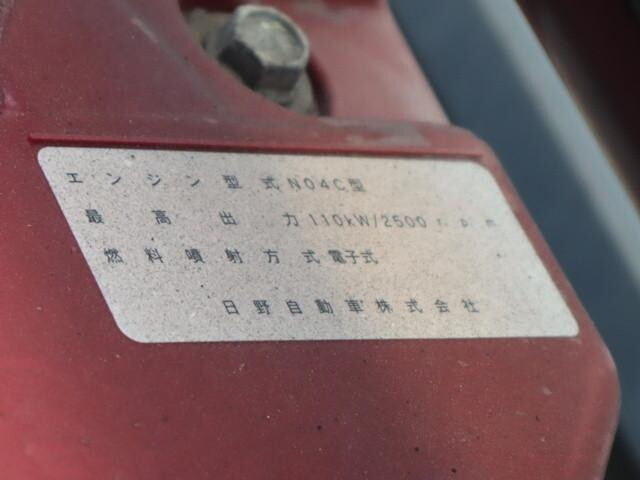 エンジン型式N04C型
最高出力110kW/2500r.p.m
燃料噴射方式電子式
日野自動車株式会社